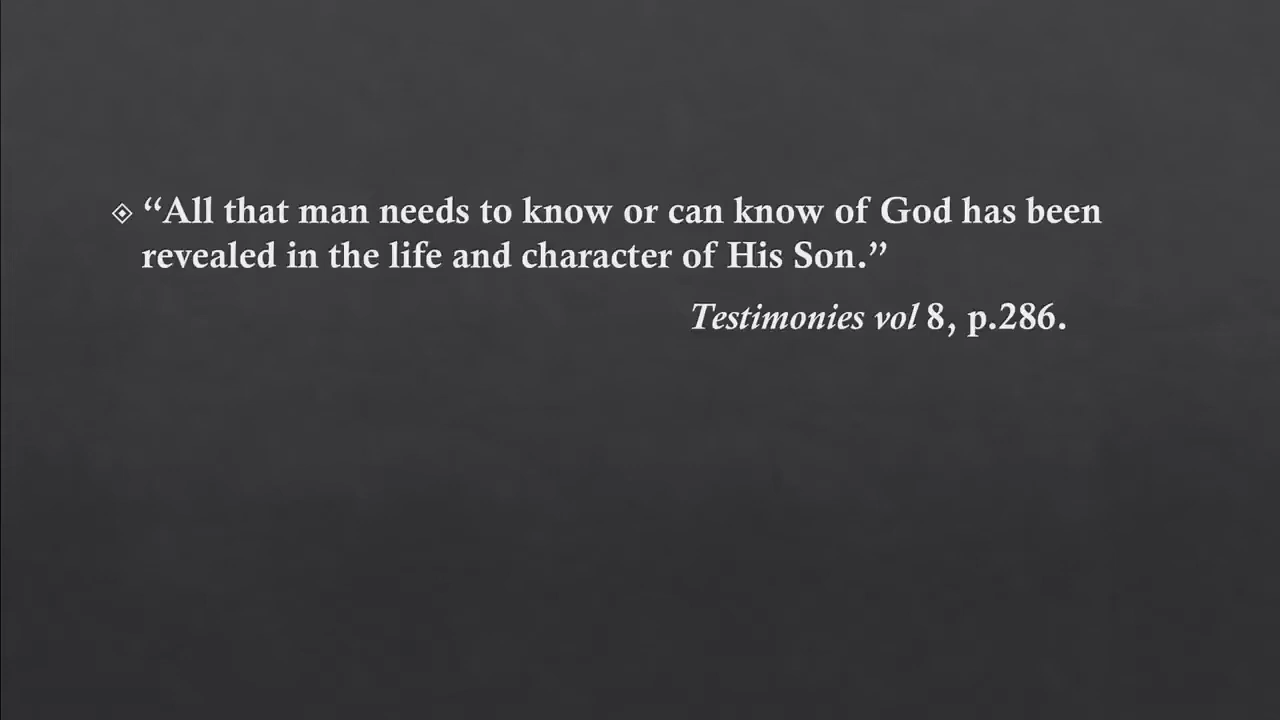 “All that man needs to know or can know of God has been
revealed in the life and character of His Son.”
Testimonies vol 8, p.286.